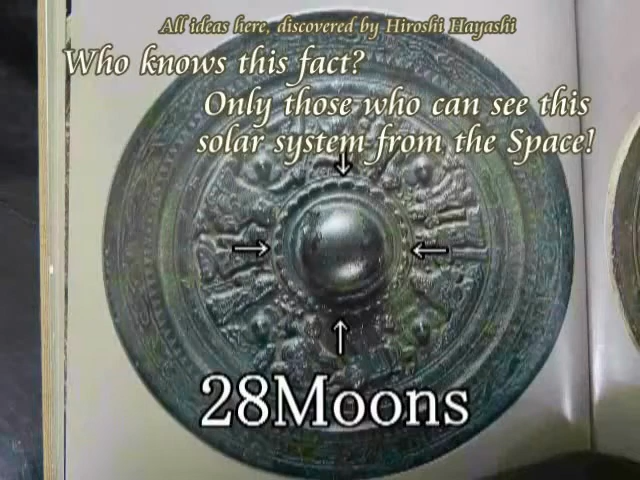 All ideas here, discovered by Hiroshi Hayashi
Who knows this fact?
Only those who can see this
solar system from the Space!
28Moons